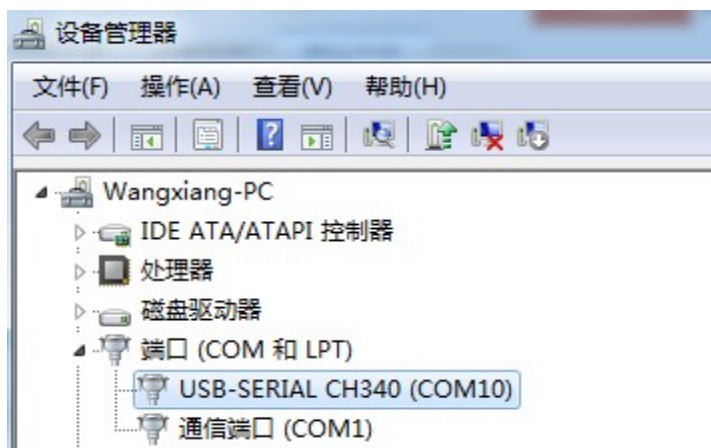 设备管理器
文件(F) 操作(A) 查看(V) 帮助(H)
Wangxiang-PC
IDE ATA/ATAPI 控制器
处理器
磁盘驱动器
端口 (COM 和 LPT)
USB-SERIAL CH340 (COM10)
通信端口 (COM1)